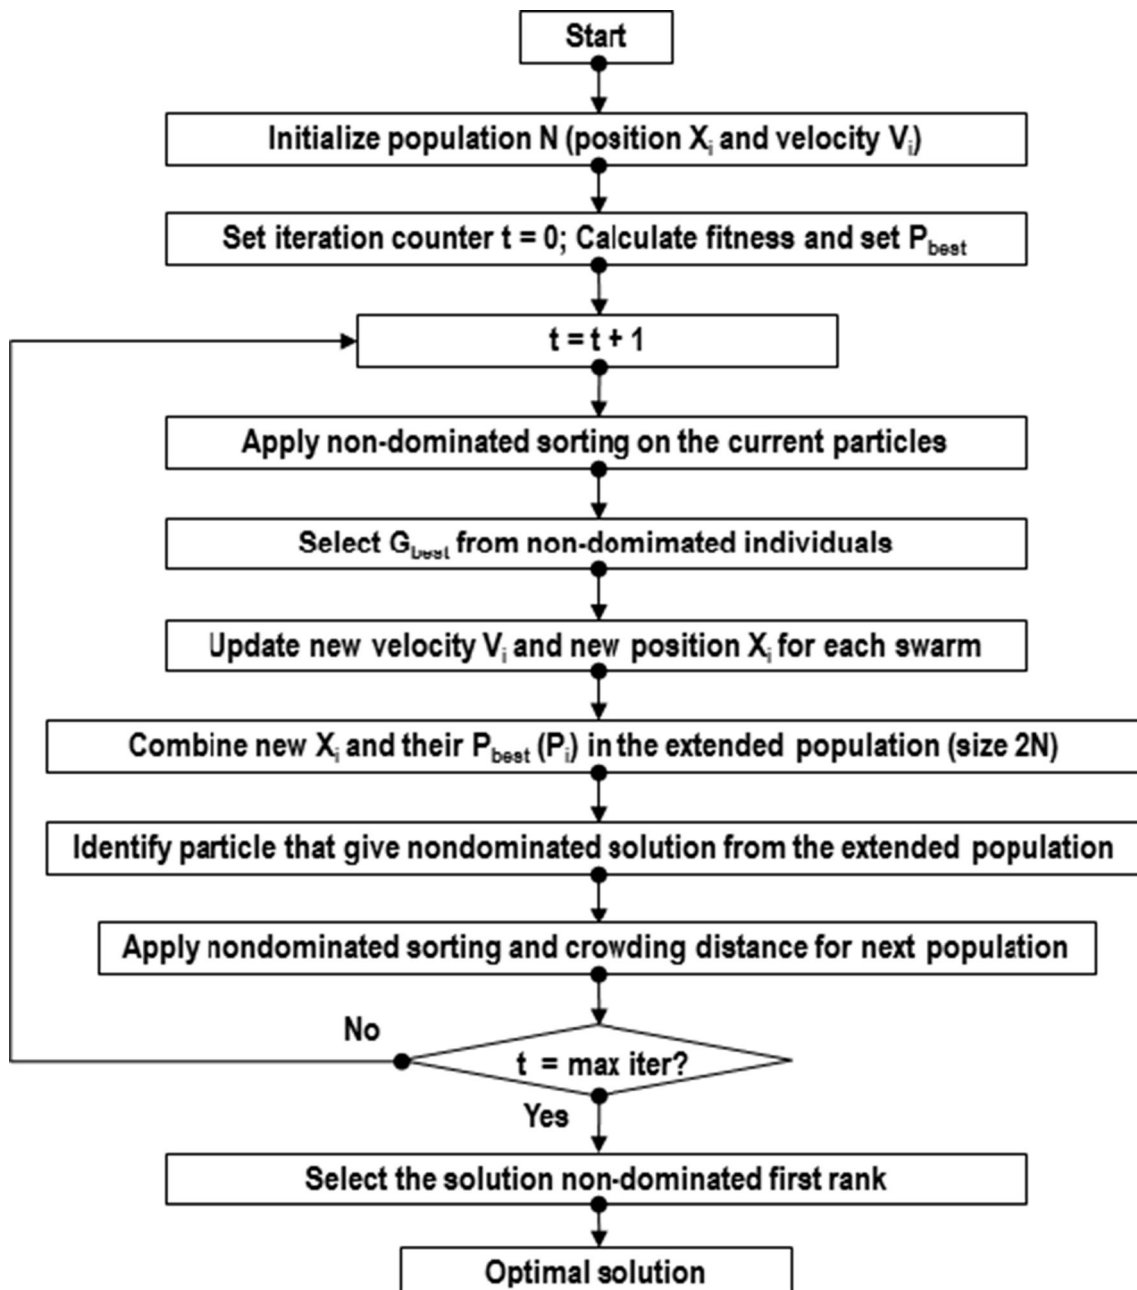 Start
Initialize population N (position Xi and velocity Vi)
Set iteration counter t = 0; Calculate fitness and set Pbest
t = t + 1
Apply non-dominated sorting on the current particles
Select Gbest from non-domimated individuals
Update new velocity Vi and new position Xi for each swarm
Combine new Xi and their Pbest (Pi) in the extended population (size 2N)
Identify particle that give nondominated solution from the extended population
Apply nondominated sorting and crowding distance for next population
No
t = max iter?
Yes
Select the solution non-dominated first rank
Optimal solution